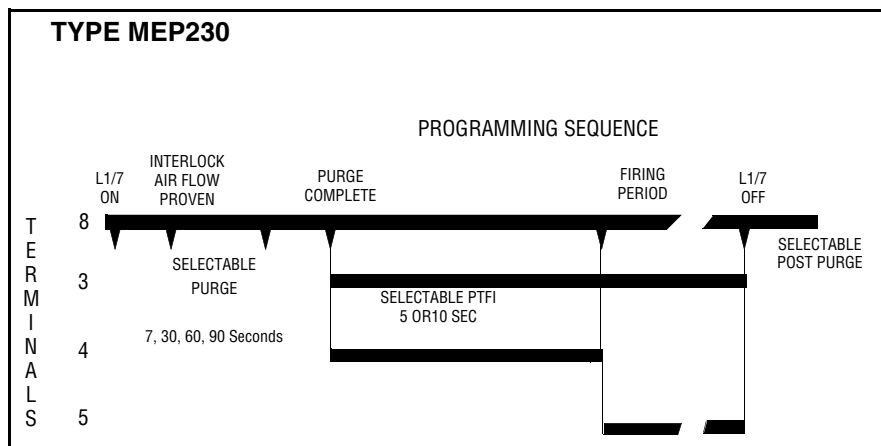 TYPE MEP230
PROGRAMMING SEQUENCE
L1/7
ON
INTERLOCK
AIR FLOW
PROVEN
PURGE
COMPLETE
FIRING
PERIOD
L1/7
OFF
TERMINALS
8
SELECTABLE
PURGE
SELECTABLE
POST PURGE
3
SELECTABLE PTFI
5 OR10 SEC
7, 30, 60, 90 Seconds
4
5